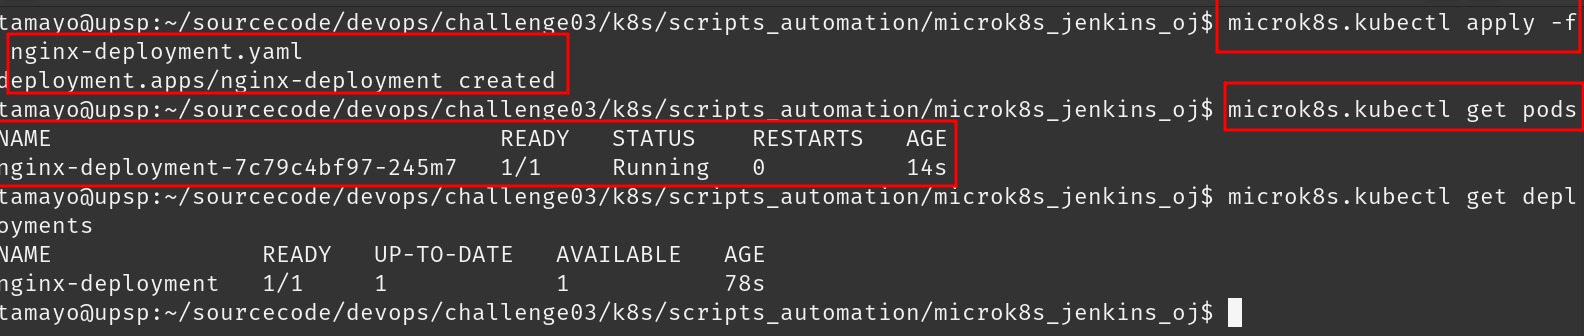 tamayo@upsp:~/sourcecode/devops/challenge03/k8s/scripts_automation/microk8s_jenkins_oj$ microk8s.kubectl apply -f
nginx-deployment.yaml
deployment.apps/nginx-deployment created
tamayo@upsp:~/sourcecode/devops/challenge03/k8s/scripts_automation/microk8s_jenkins_oj$ microk8s.kubectl get pods
NAME                                READY   STATUS    RESTARTS   AGE
nginx-deployment-7c79c4bf97-245m7   1/1     Running   0          14s
tamayo@upsp:~/sourcecode/devops/challenge03/k8s/scripts_automation/microk8s_jenkins_oj$ microk8s.kubectl get depl
oyments
NAME               READY   UP-TO-DATE   AVAILABLE   AGE
nginx-deployment   1/1     1            1           78s
tamayo@upsp:~/sourcecode/devops/challenge03/k8s/scripts_automation/microk8s_jenkins_oj$